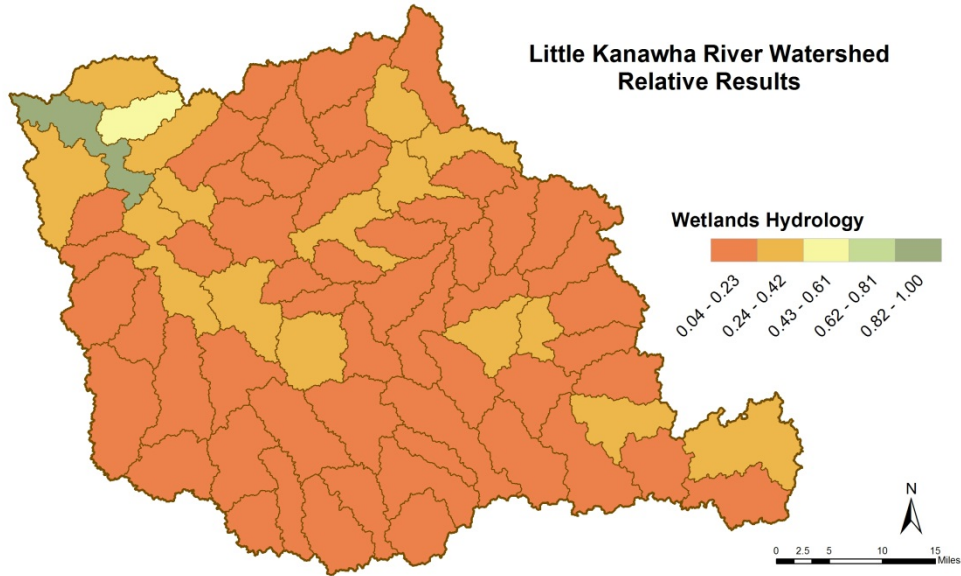 Little Kanawha River Watershed
Relative Results
Wetlands Hydrology
0.04 - 0.23
0.24 - 0.42
0.43 - 0.61
0.62 - 0.81
0.82 - 1.00
N
0 2.5 5 10 15
Miles